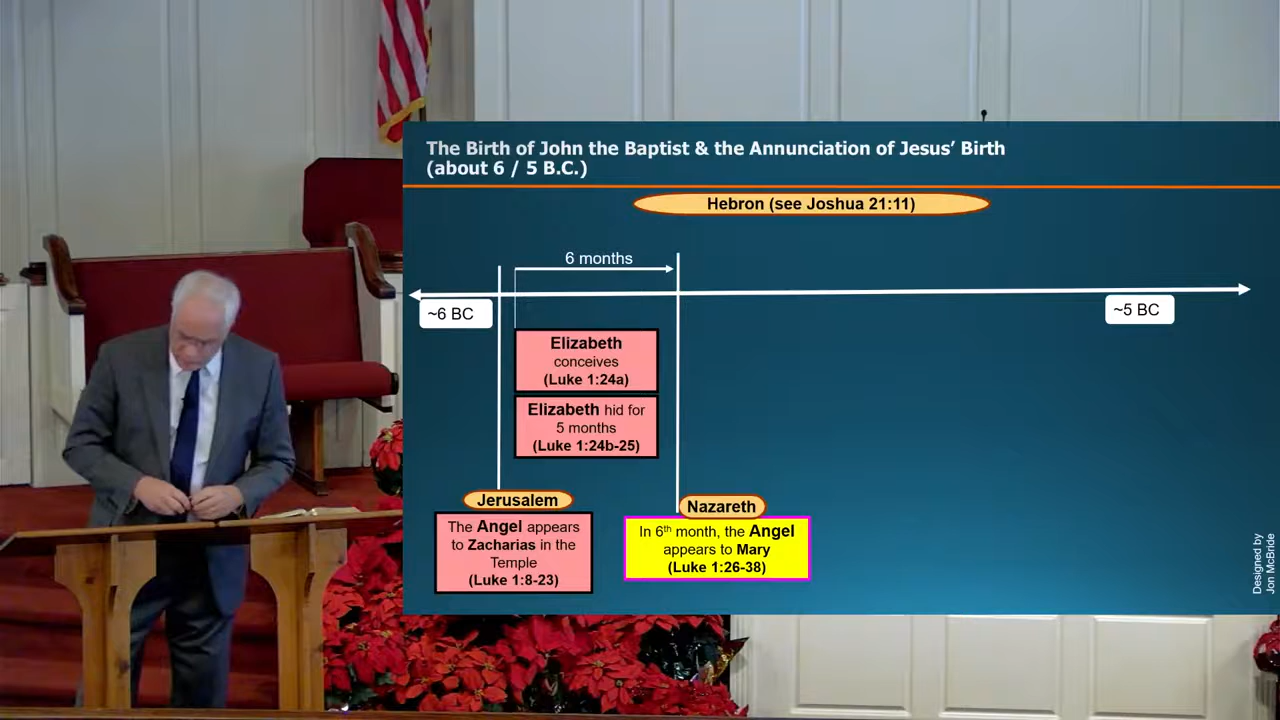 The Birth of John the Baptist & the Annunciation of Jesus’ Birth
(about 6 / 5 B.C.)
Hebron (see Joshua 21:11)
6 months
~6 BC
~5 BC
Elizabeth
conceives
(Luke 1:24a)
Elizabeth hid for
5 months
(Luke 1:24b-25)
Jerusalem
The Angel appears
to Zacharias in the
Temple
(Luke 1:8-23)
Nazareth
In 6th month, the Angel
appears to Mary
(Luke 1:26-38)
Designed by
Jon McBride